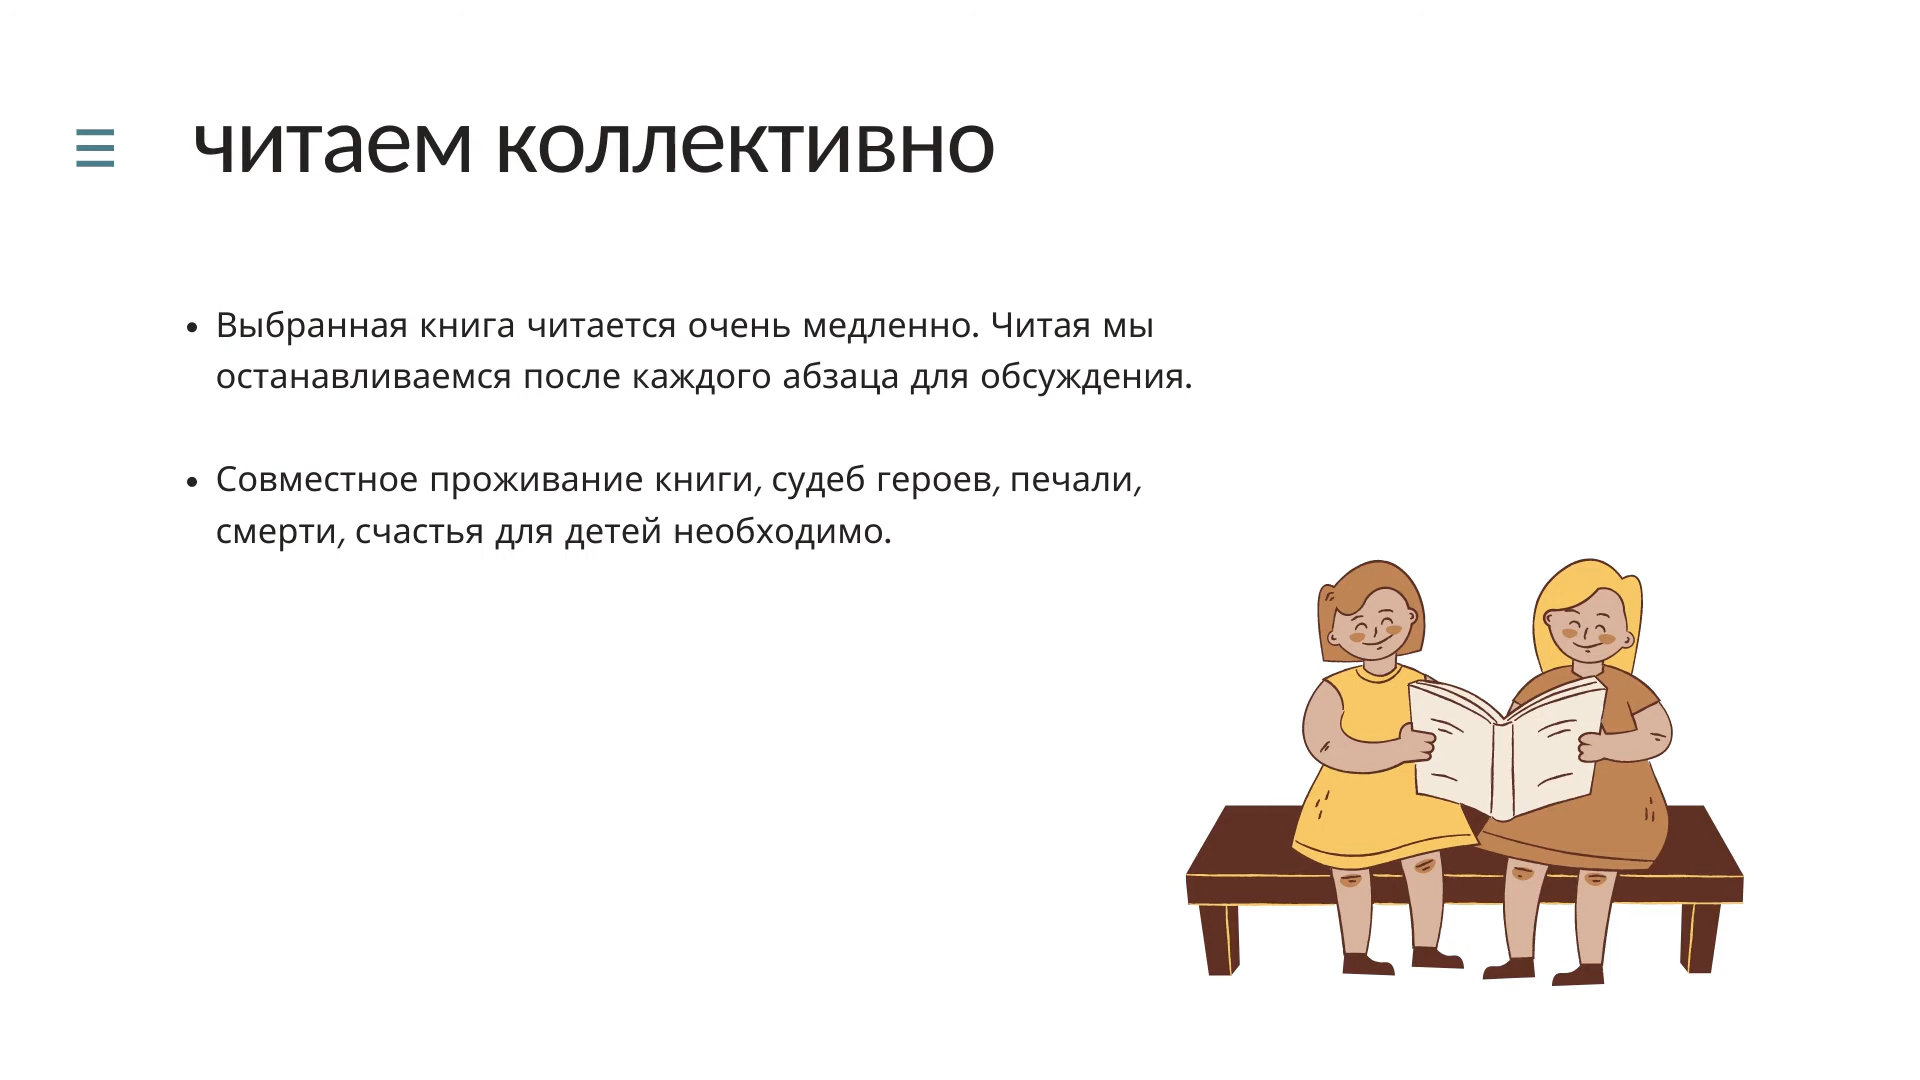 читаем коллективно
• Выбранная книга читается очень медленно. Читая мы
останавливаемся после каждого абзаца для обсуждения.
• Совместное проживание книги, судеб героев, печали,
смерти, счастья для детей необходимо.